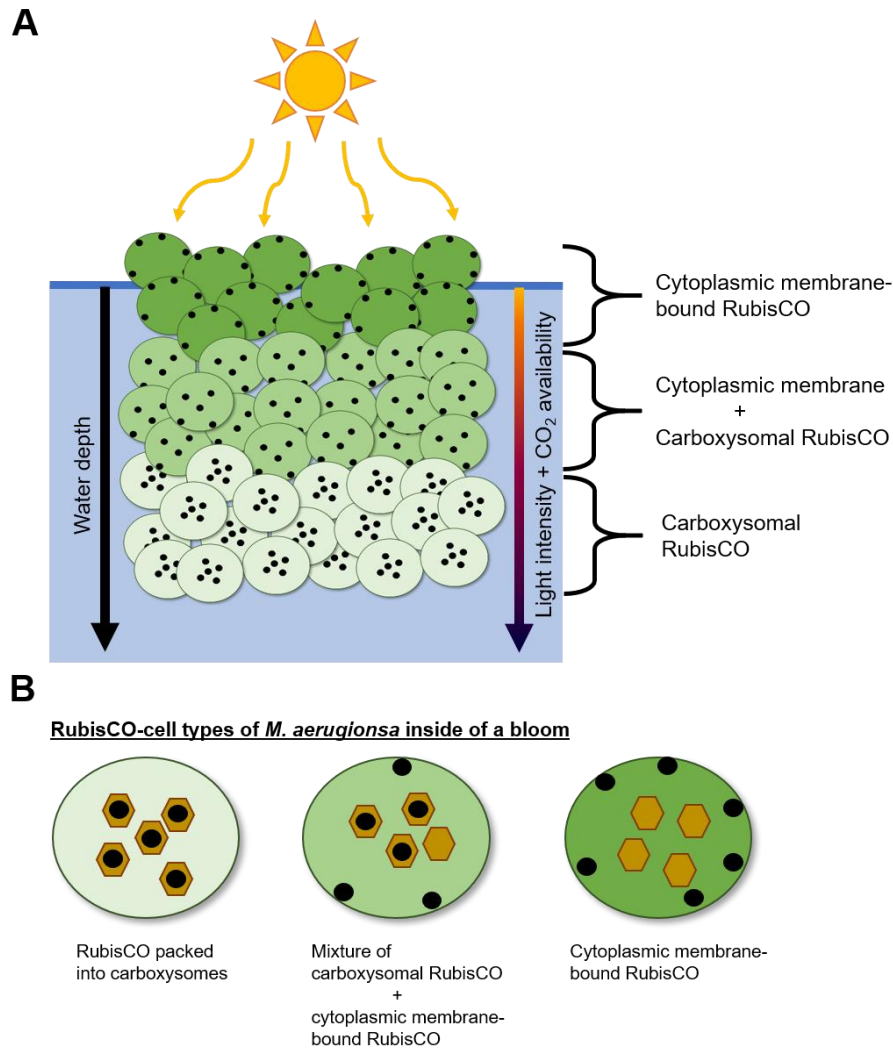 A
Cytoplasmic membrane-
bound RubisCO
Cytoplasmic membrane
+
Carboxysomal RubisCO
Carboxysomal
RubisCO
Water depth
Light intensity + CO₂ availability
B
RubisCO-cell types of M. aerugionsa inside of a bloom
RubisCO packed
into carboxysomes
Mixture of
carboxysomal RubisCO
+
cytoplasmic membrane-
bound RubisCO
Cytoplasmic membrane-
bound RubisCO